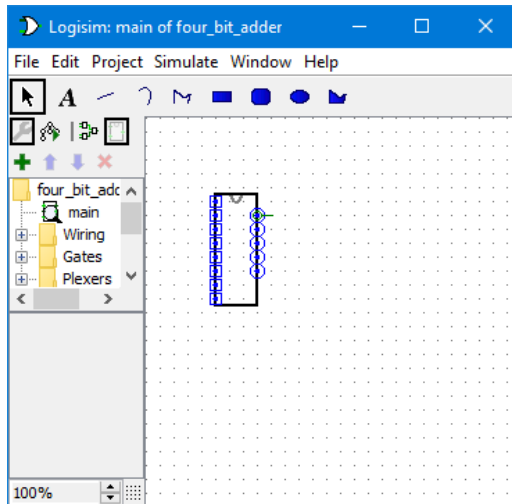 Logisim: main of four_bit_adder
File Edit Project Simulate Window Help
A
four_bit_adc
main
Wiring
Gates
Plexers
100%